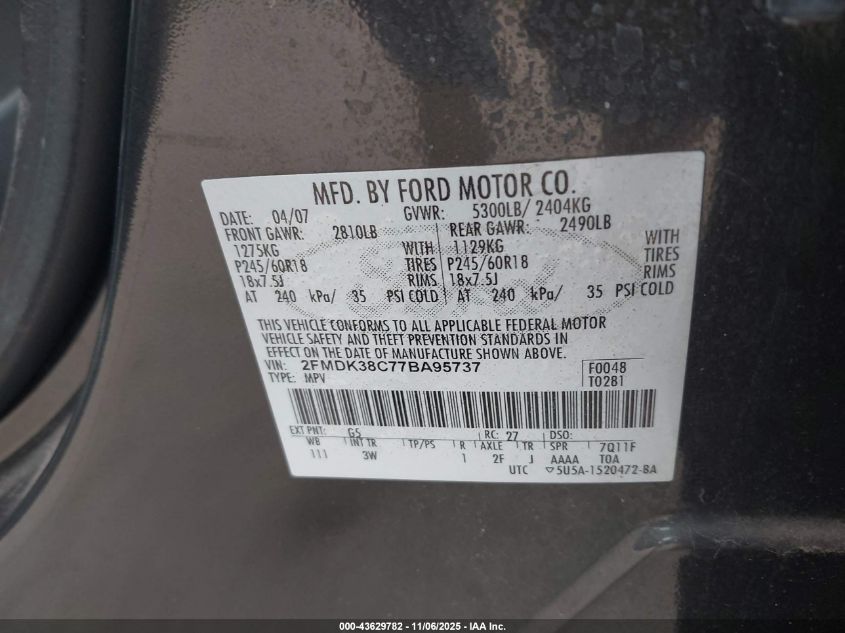 MFD. BY FORD MOTOR CO.
DATE: 04/07 GVWR: 5300LB/ 2404KG
FRONT GAWR: 2810LB REAR GAWR: 2490LB
1275KG WITH 1129KG WITH
P245/60R18 TIRES P245/60R18 TIRES
18x7.5J RIMS 18x7.5J RIMS
AT 240 kPa/ 35 PSI COLD AT 240 kPa/ 35 PSI COLD
THIS VEHICLE CONFORMS TO ALL APPLICABLE FEDERAL MOTOR
VEHICLE SAFETY AND THEFT PREVENTION STANDARDS IN
EFFECT ON THE DATE OF MANUFACTURE SHOWN ABOVE.
VIN: 2FMDK38C77BA95737 F0048
TYPE: MPV T0281
EXT PNT: G5 RC: 27 DSO:
WB INT TR TP/PS R AXLE TR SPR 7Q11F
111 3W 1 2F J AAAA TOA
UTC ▽5U5A-1520472-BA
000-43629782 - 11/06/2025 - IAA Inc.